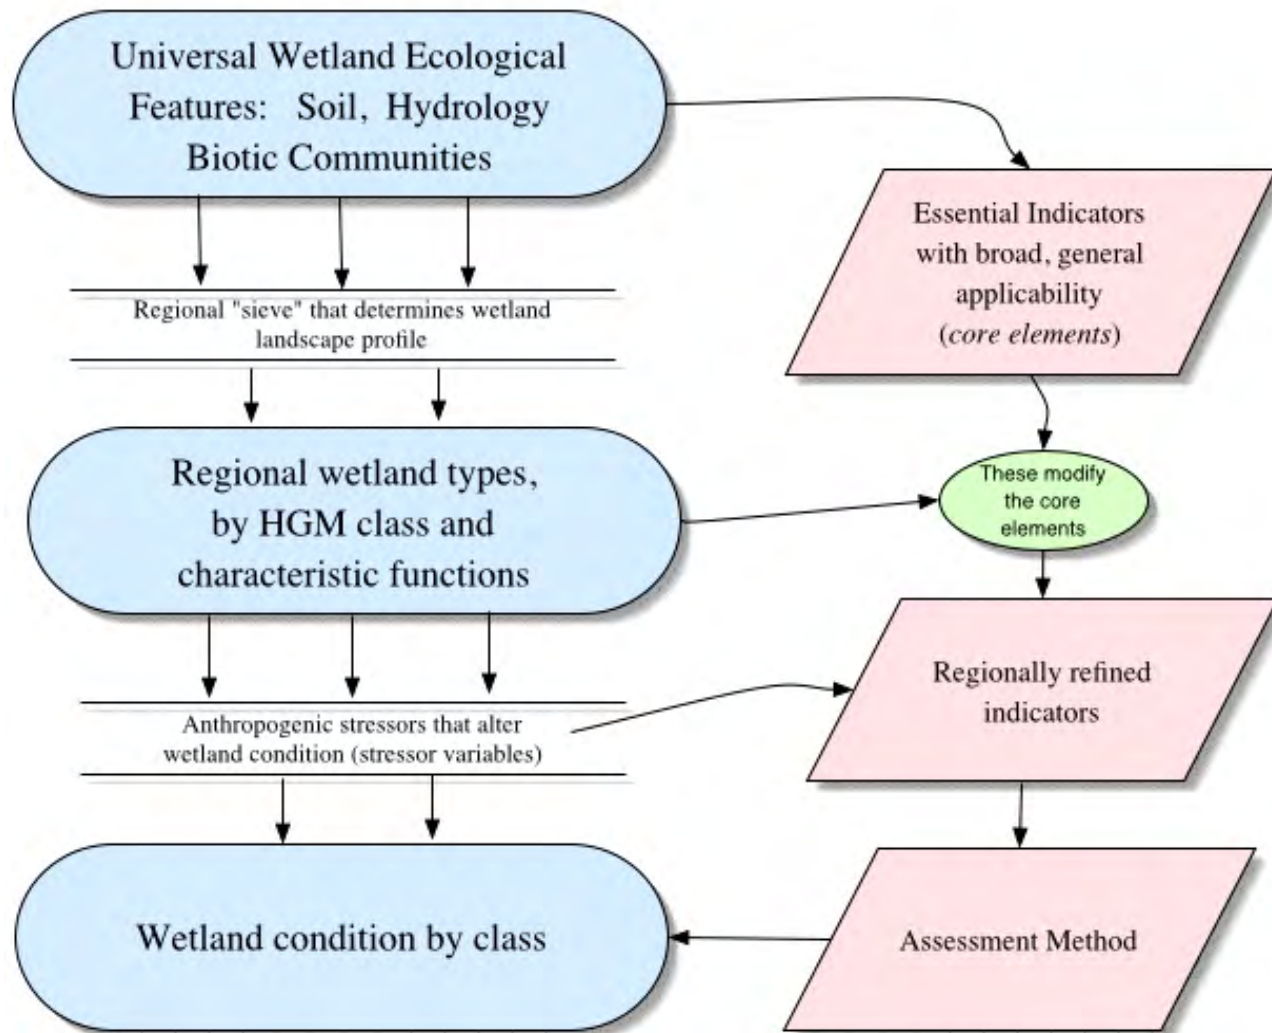 Universal Wetland Ecological
Features:  Soil, Hydrology
Biotic Communities
Essential Indicators
with broad, general
applicability
(core elements)
Regional "sieve" that determines wetland
landscape profile
Regional wetland types,
by HGM class and
characteristic functions
These modify
the core
elements
Regionally refined
indicators
Anthropogenic stressors that alter
wetland condition (stressor variables)
Wetland condition by class
Assessment Method